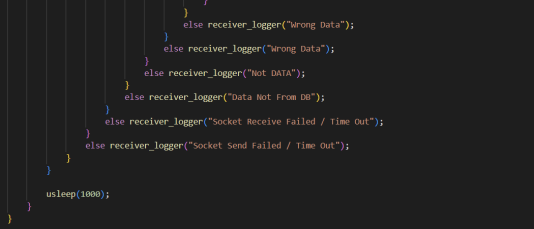 }
}
else receiver_logger("Wrong Data");
}
else receiver_logger("Wrong Data");
}
else receiver_logger("Not DATA");
}
else receiver_logger("Data Not From DB");
}
else receiver_logger("Socket Receive Failed / Time Out");
}
else receiver_logger("Socket Send Failed / Time Out");
}
}
usleep(1000);
}
}